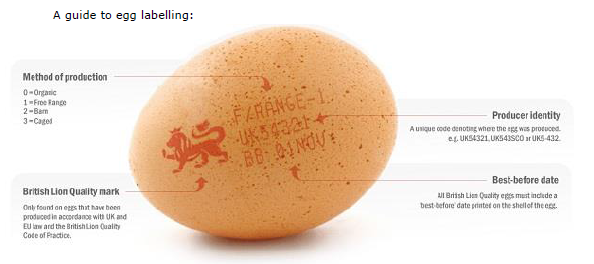 A guide to egg labelling:
Method of production
0 =Organic
1 =Free Range
2 =Barn
3 =Caged
F/RANGE-1
UK54321
BB 01NOV
Producer identity
A unique code denoting where the egg was produced.
e.g. UK54321, UK543SCO or UK5-432.
British Lion Quality mark
Only found on eggs that have been
produced in accordance with UK and
EU law and the British Lion Quality
Code of Practice.
Best-before date
All British Lion Quality eggs must include a
'best-before' date printed on the shell of the egg.